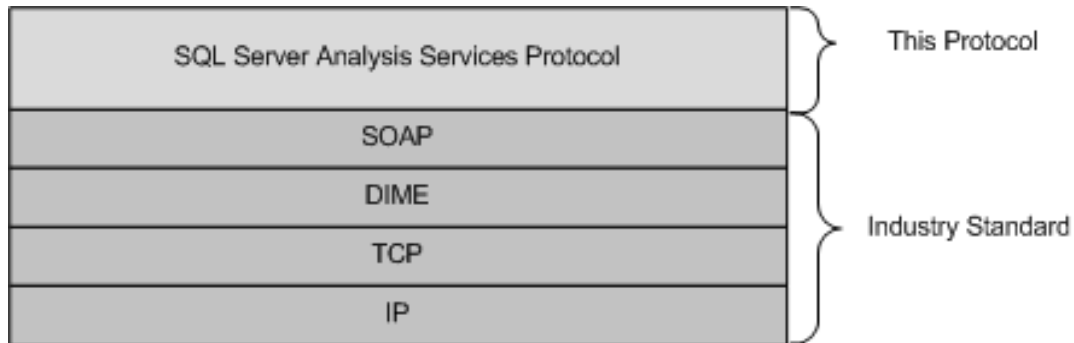 SQL Server Analysis Services Protocol
This Protocol
SOAP
DIME
TCP
IP
Industry Standard